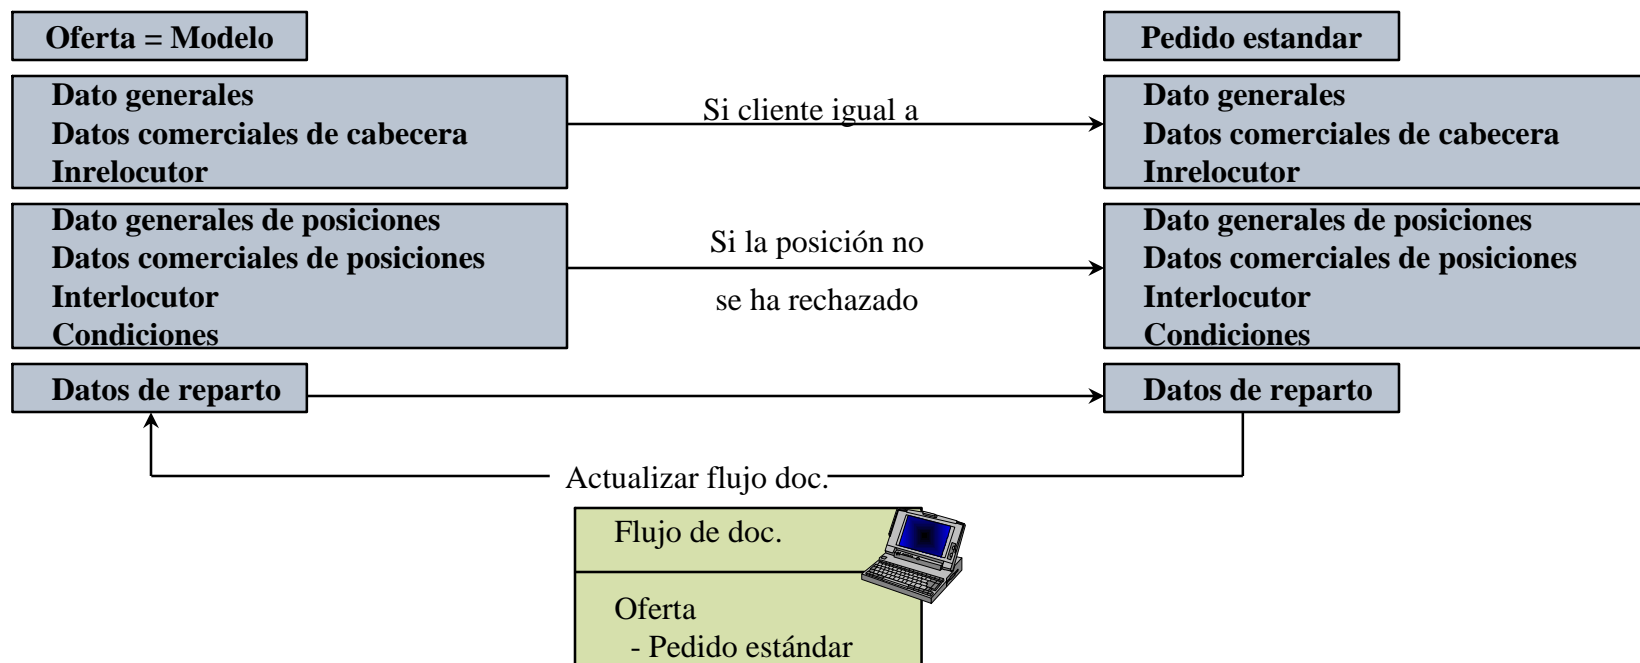 Oferta = Modelo
Pedido estandar
Dato generales
Datos comerciales de cabecera
Inrelocutor
Si cliente igual a
Dato generales
Datos comerciales de cabecera
Inrelocutor
Dato generales de posiciones
Datos comerciales de posiciones
Interlocutor
Condiciones
Si la posición no
se ha rechazado
Dato generales de posiciones
Datos comerciales de posiciones
Interlocutor
Condiciones
Datos de reparto
Datos de reparto
Actualizar flujo doc.
Flujo de doc.
Oferta
- Pedido estándar